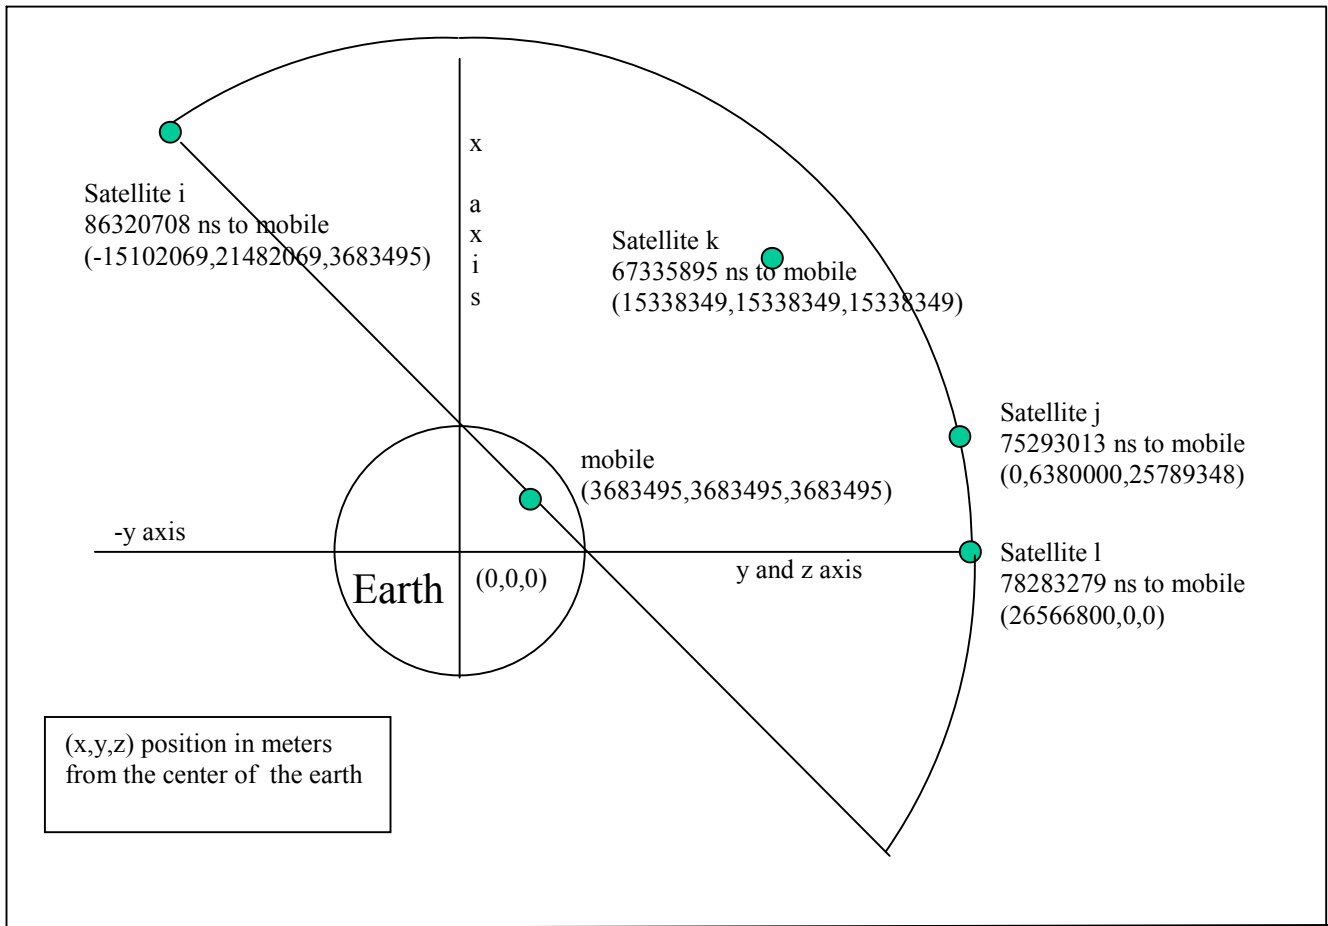 x
a
x
i
s
Satellite i
86320708 ns to mobile
(-15102069,21482069,3683495)
Satellite k
67335895 ns to mobile
(15338349,15338349,15338349)
Satellite j
75293013 ns to mobile
(0,6380000,25789348)
mobile
(3683495,3683495,3683495)
-y axis
Satellite l
78283279 ns to mobile
(26566800,0,0)
y and z axis
Earth
(0,0,0)
(x,y,z) position in meters
from the center of  the earth